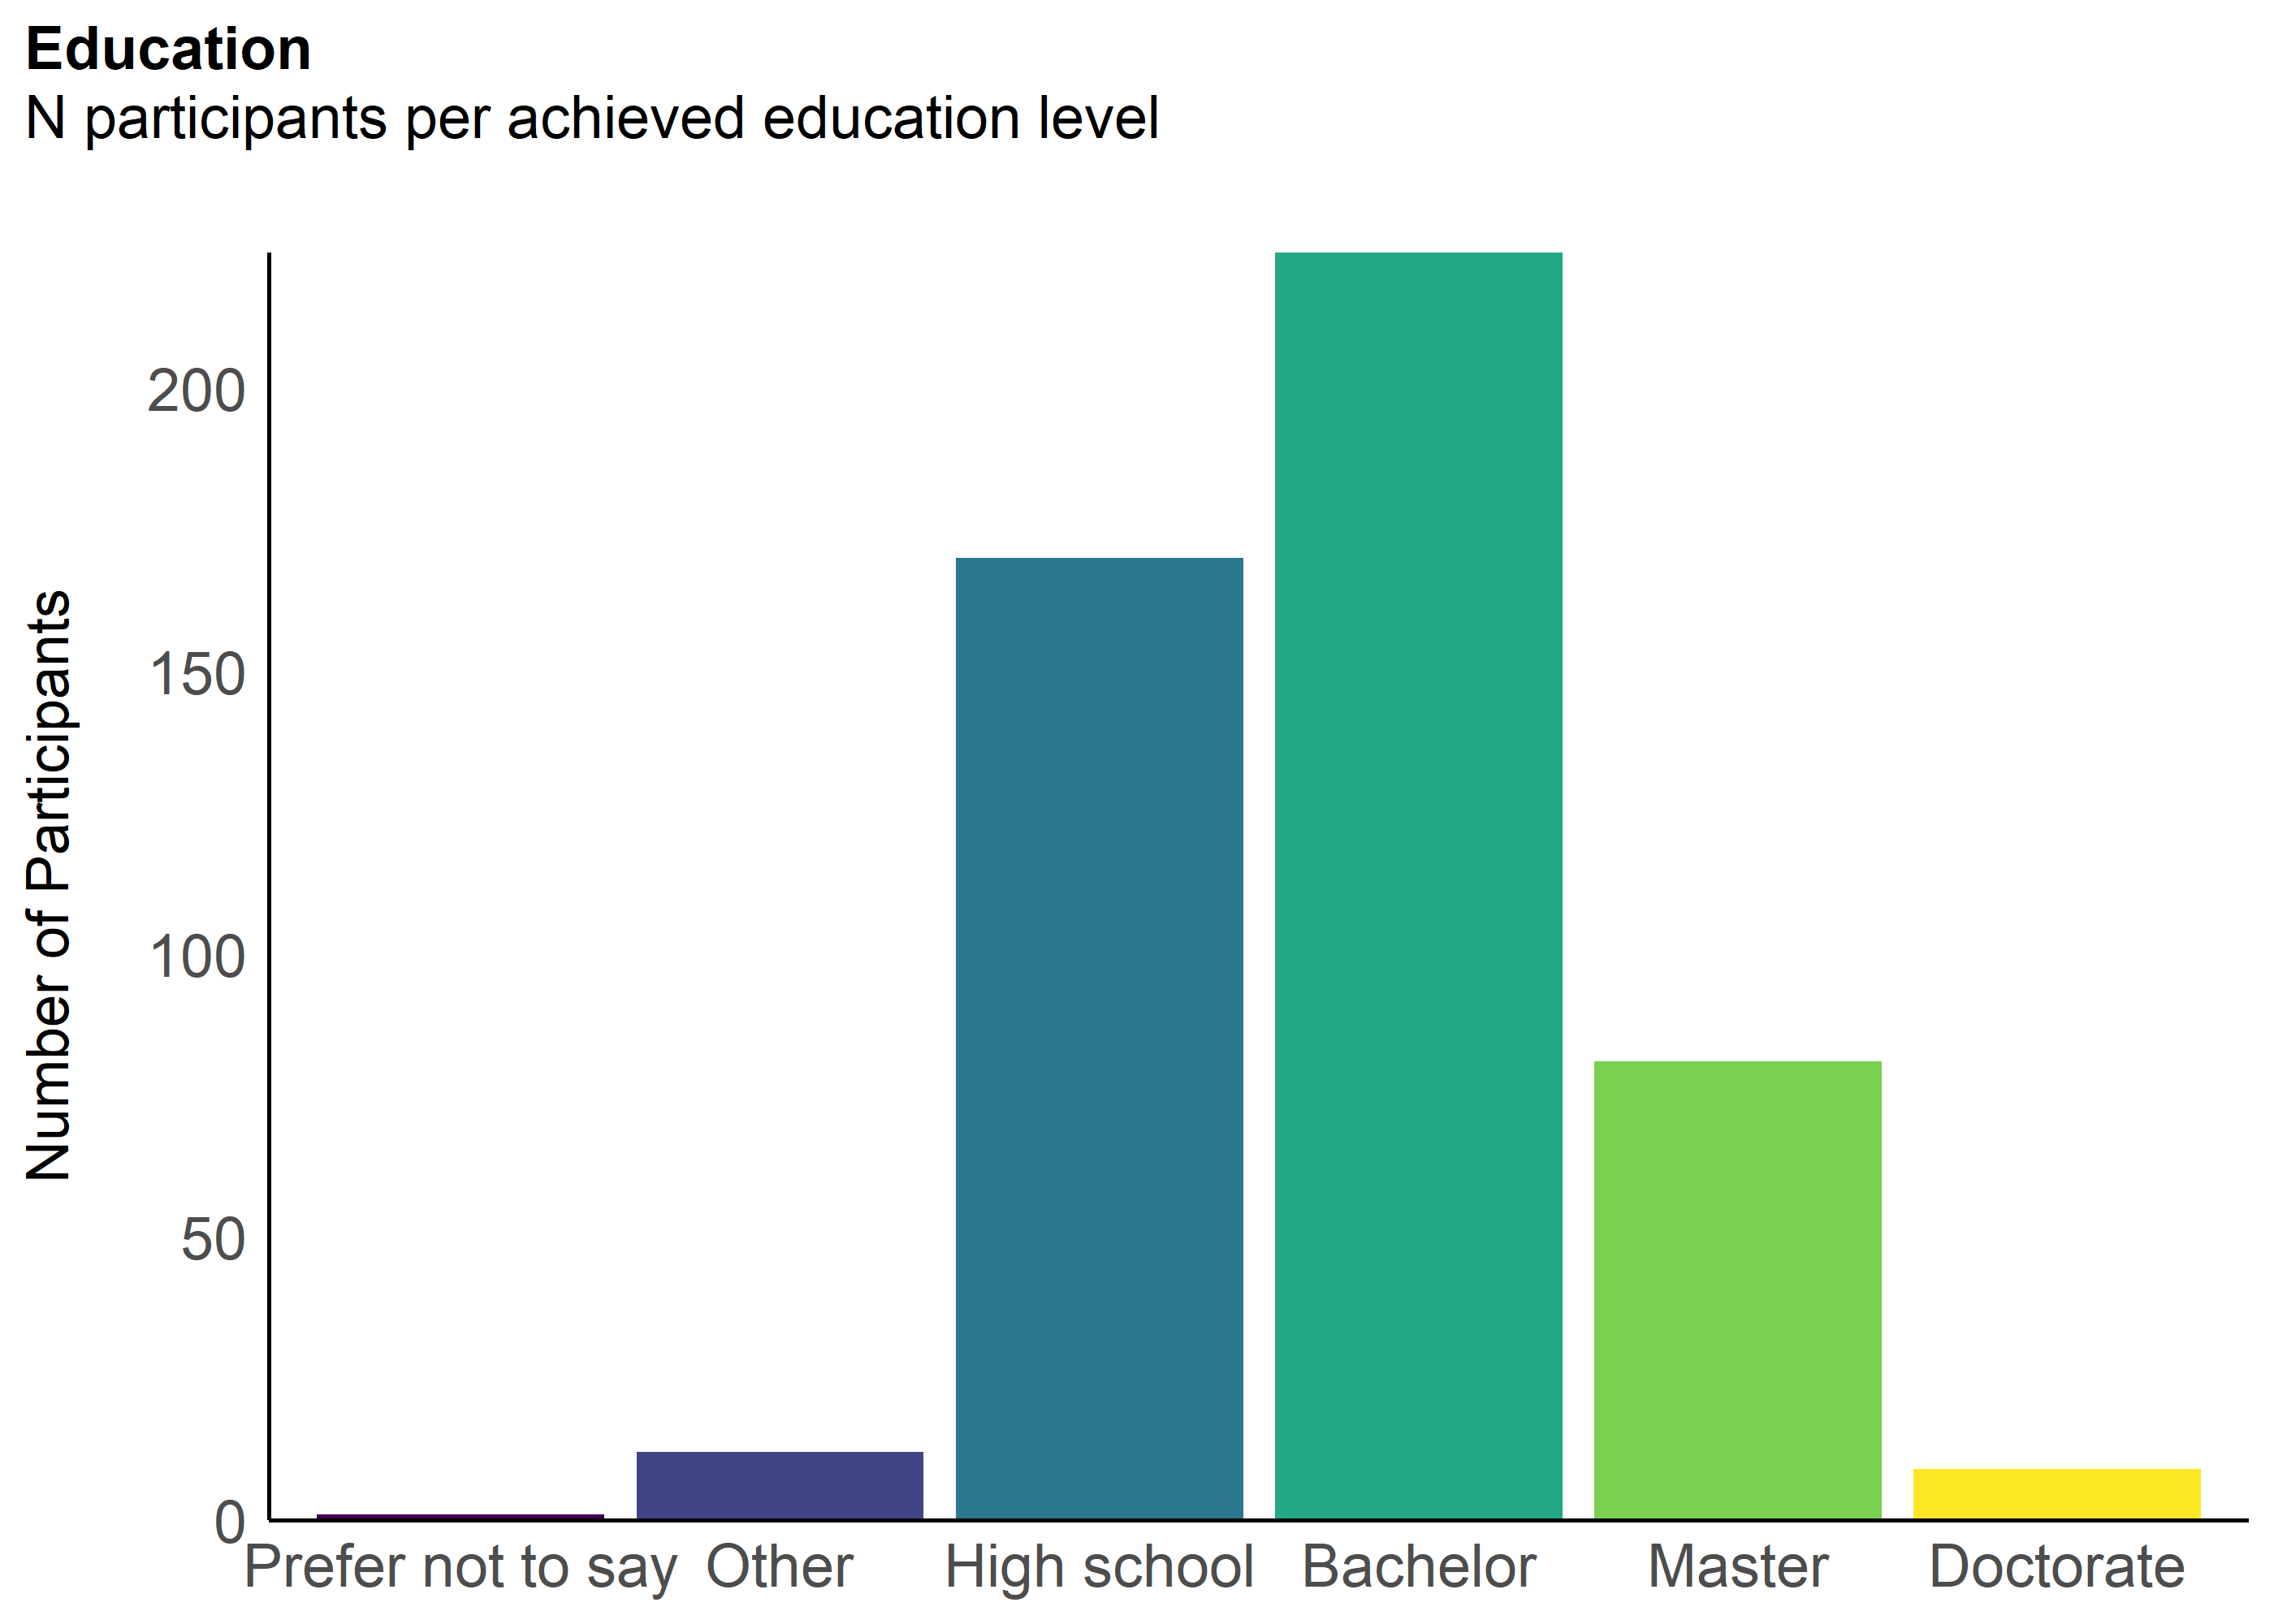 Education
N participants per achieved education level
Number of Participants
200
150
100
50
0
Prefer not to say Other High school Bachelor Master Doctorate